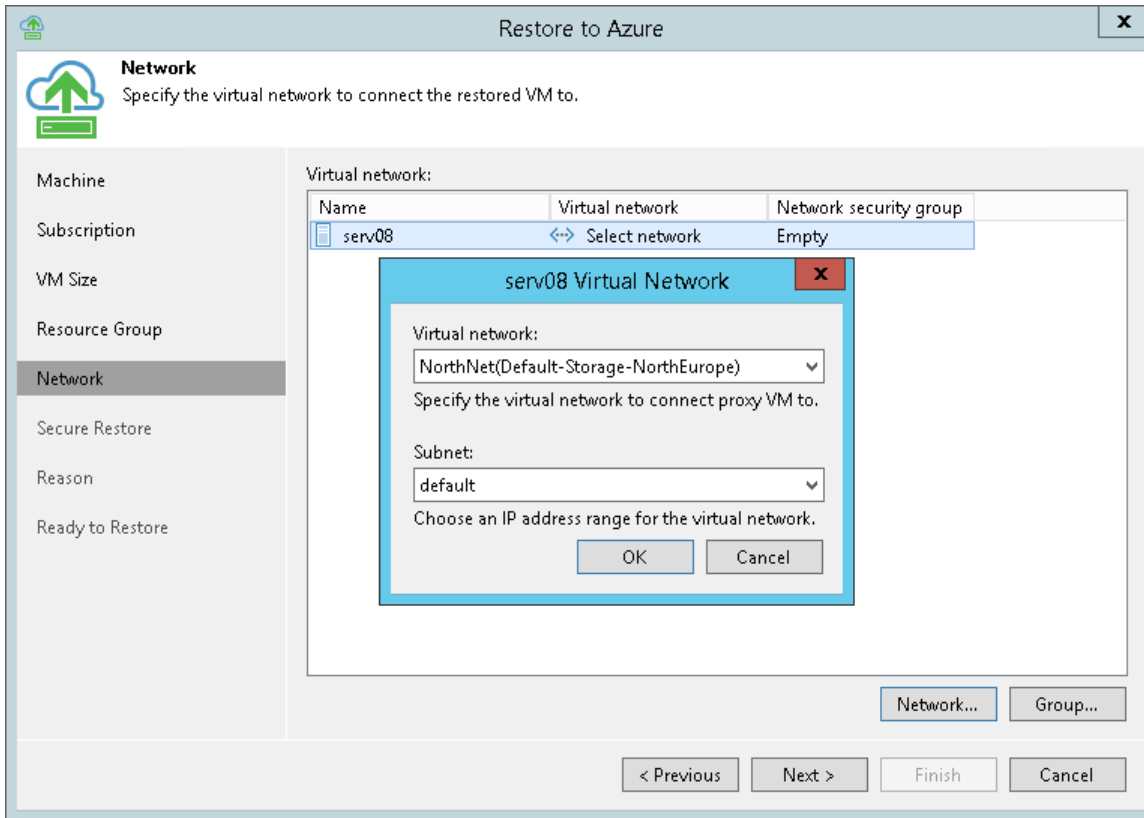 Restore to Azure
x
Network
Specify the virtual network to connect the restored VM to.
Machine
Subscription
VM Size
Resource Group
Network
Secure Restore
Reason
Ready to Restore
Virtual network:
Name Virtual network Network security group
serv08 Select network Empty
serv08 Virtual Network
x
Virtual network:
NorthNet(Default-Storage-NorthEurope)
Specify the virtual network to connect proxy VM to.
Subnet:
default
Choose an IP address range for the virtual network.
OK Cancel
Network... Group...
< Previous Next > Finish Cancel